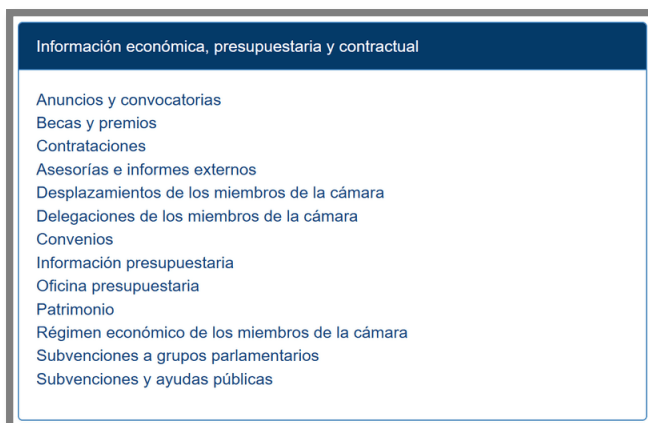 Información económica, presupuestaria y contractual
Anuncios y convocatorias
Becas y premios
Contrataciones
Asesorías e informes externos
Desplazamientos de los miembros de la cámara
Delegaciones de los miembros de la cámara
Convenios
Información presupuestaria
Oficina presupuestaria
Patrimonio
Régimen económico de los miembros de la cámara
Subvenciones a grupos parlamentarios
Subvenciones y ayudas públicas